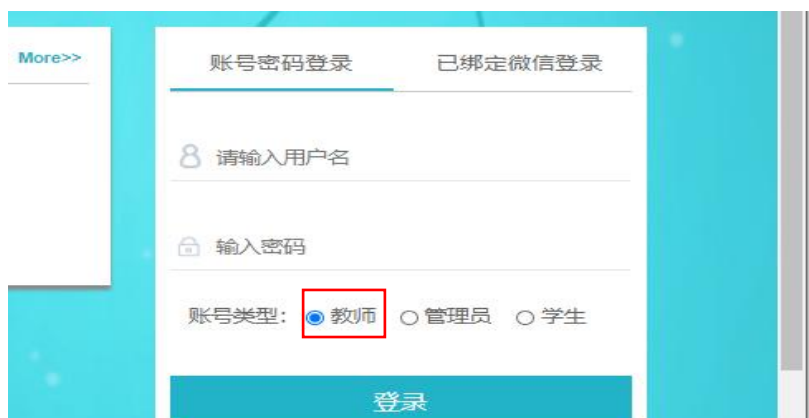 More>>
账号密码登录 已绑定微信登录
请输入用户名
输入密码
账号类型: 教师 管理员 学生
登录